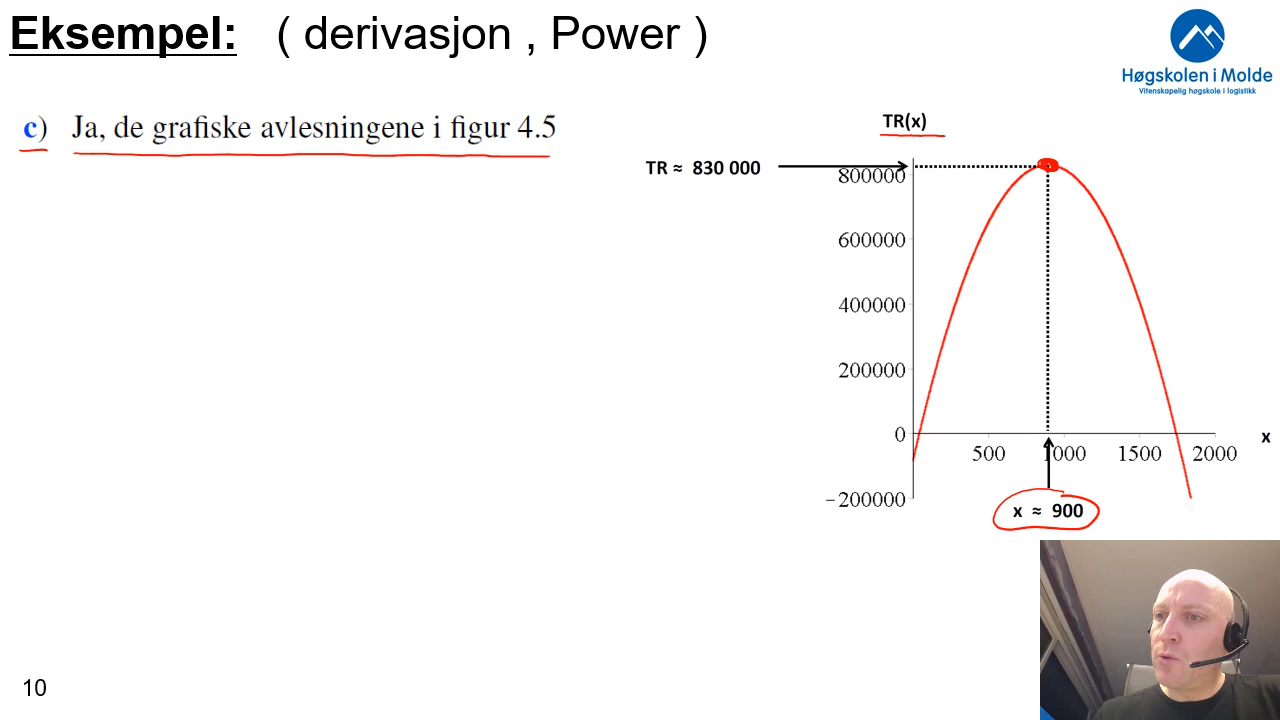 Eksempel: ( derivasjon , Power )
Høgskolen i Molde
Vitenskapelig høgskole i logistikk
c) Ja, de grafiske avlesningene i figur 4.5
TR(x)
TR ≈ 830 000
800000
600000
400000
200000
0
x
500 1000 1500 2000
−200000
x ≈ 900
10